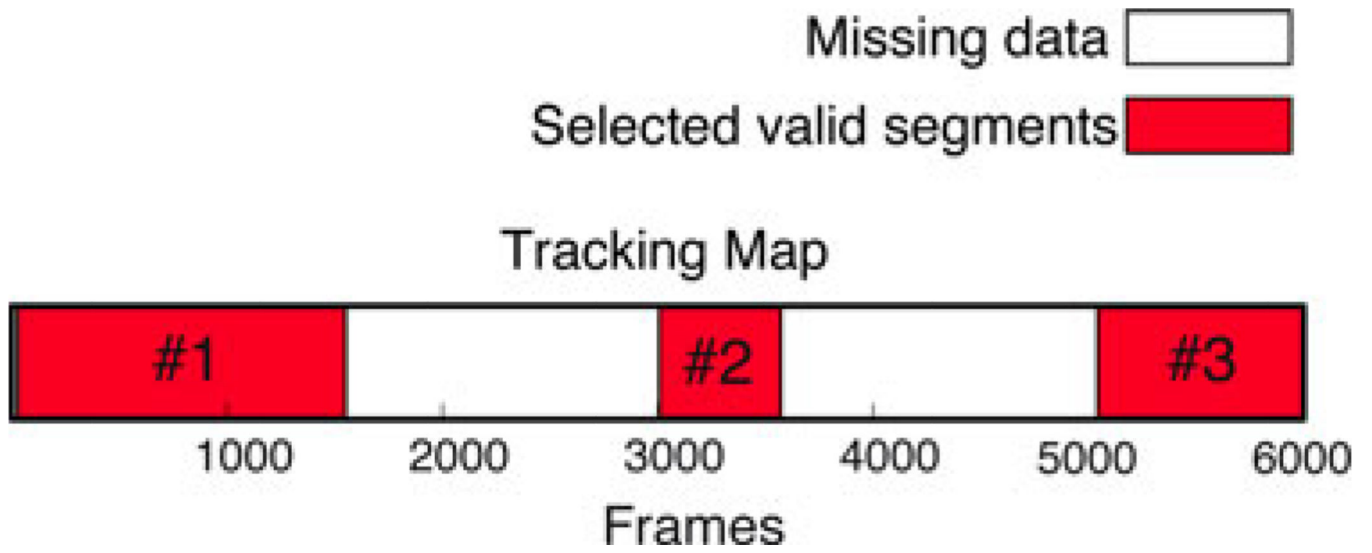 Missing data
Selected valid segments
Tracking Map
#1 #2 #3
1000 2000 3000 4000 5000 6000
Frames